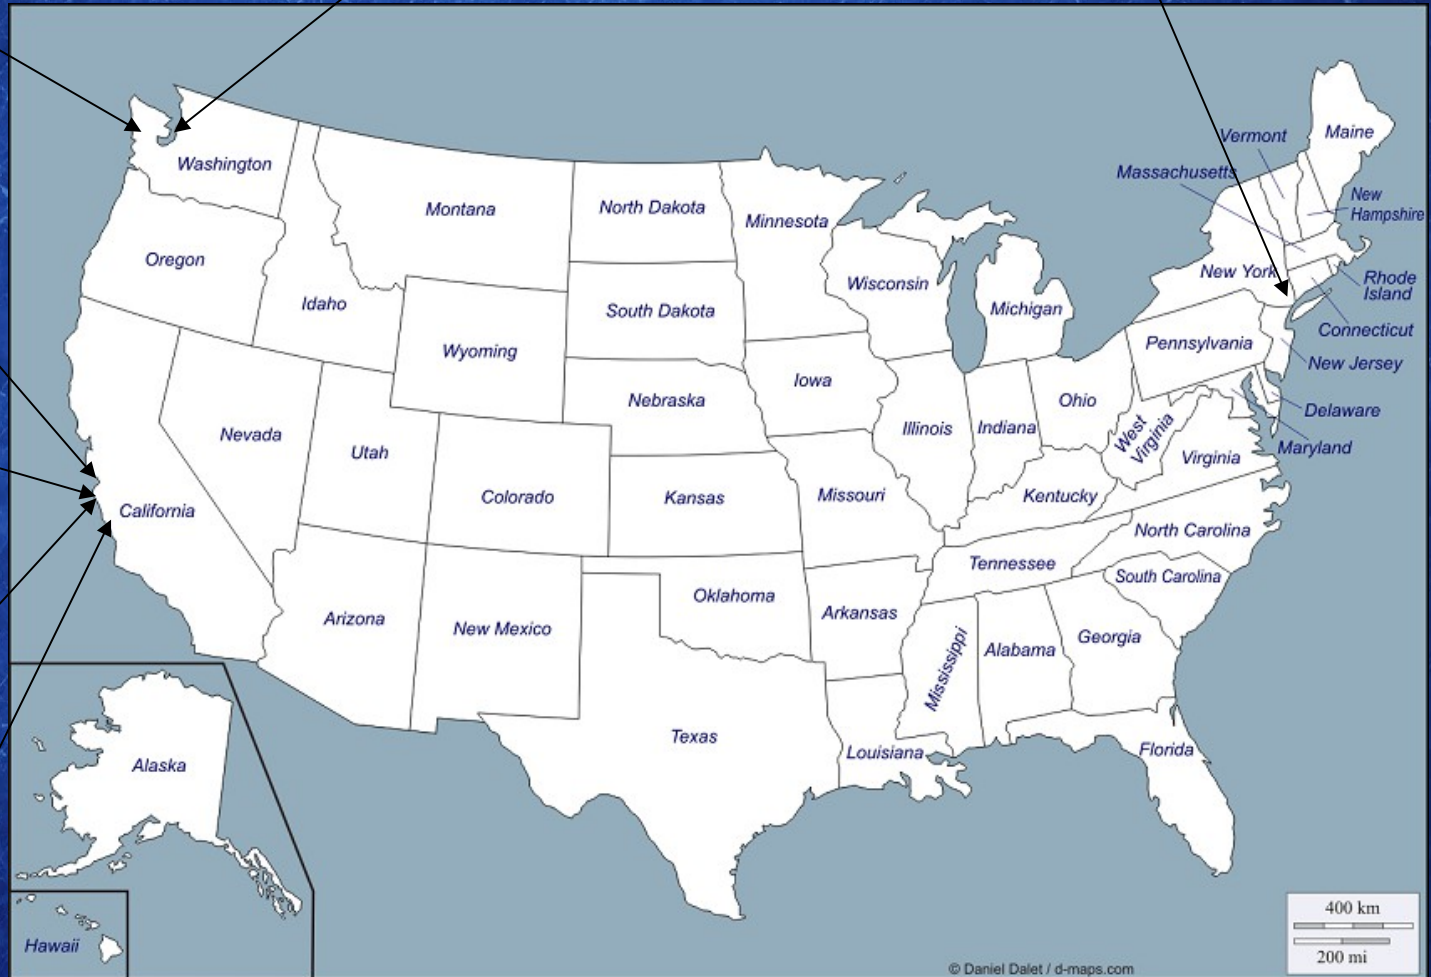 Vermont
Maine
Massachusetts
Washington
New
Hampshire
Montana
North Dakota
Minnesota
Oregon
New York
Rhode
Island
Idaho
South Dakota
Wisconsin
Michigan
Connecticut
Wyoming
Pennsylvania
New Jersey
Iowa
Nebraska
Ohio
Delaware
Nevada
Illinois
Indiana
West
Virginia
Maryland
Utah
Virginia
Colorado
Kansas
Missouri
Kentucky
California
North Carolina
Tennessee
South Carolina
Oklahoma
Arkansas
Arizona
New Mexico
Mississippi
Alabama
Georgia
Texas
Louisiana
Florida
Alaska
Hawaii
400 km
200 mi
© Daniel Dalet / d-maps.com